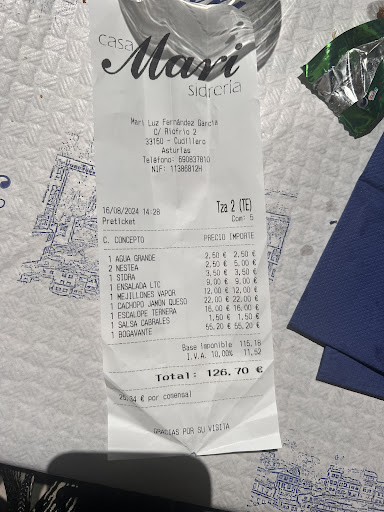 casa
Mari
sidrería
Mari Luz Fernández García
C/ Riofrio 2
33150 - Cudillero
Asturias
Teléfono: 690837810
NIF: 11386812H
16/08/2024 14:28 Tza 2 (TE)
Preticket Com: 5
C. CONCEPTO PRECIO IMPORTE
1 AGUA GRANDE 2,50 € 2,50 €
2 NESTEA 2,50 € 5,00 €
1 SIDRA 3,50 € 3,50 €
1 ENSALADA LTC 9,00 € 9,00 €
1 MEJILLONES VAPOR 12,00 € 12,00 €
1 CACHOPO JAMON QUESO 22,00 € 22,00 €
1 ESCALOPE TERNERA 16,00 € 16,00 €
1 SALSA CABRALES 1,50 € 1,50 €
1 BOGAVANTE 55,20 € 55,20 €
Base Imponible 115,18
I.V.A. 10,00% 11,52
Total: 126,70 €
25,34 € por comensal
GRACIAS POR SU VISITA